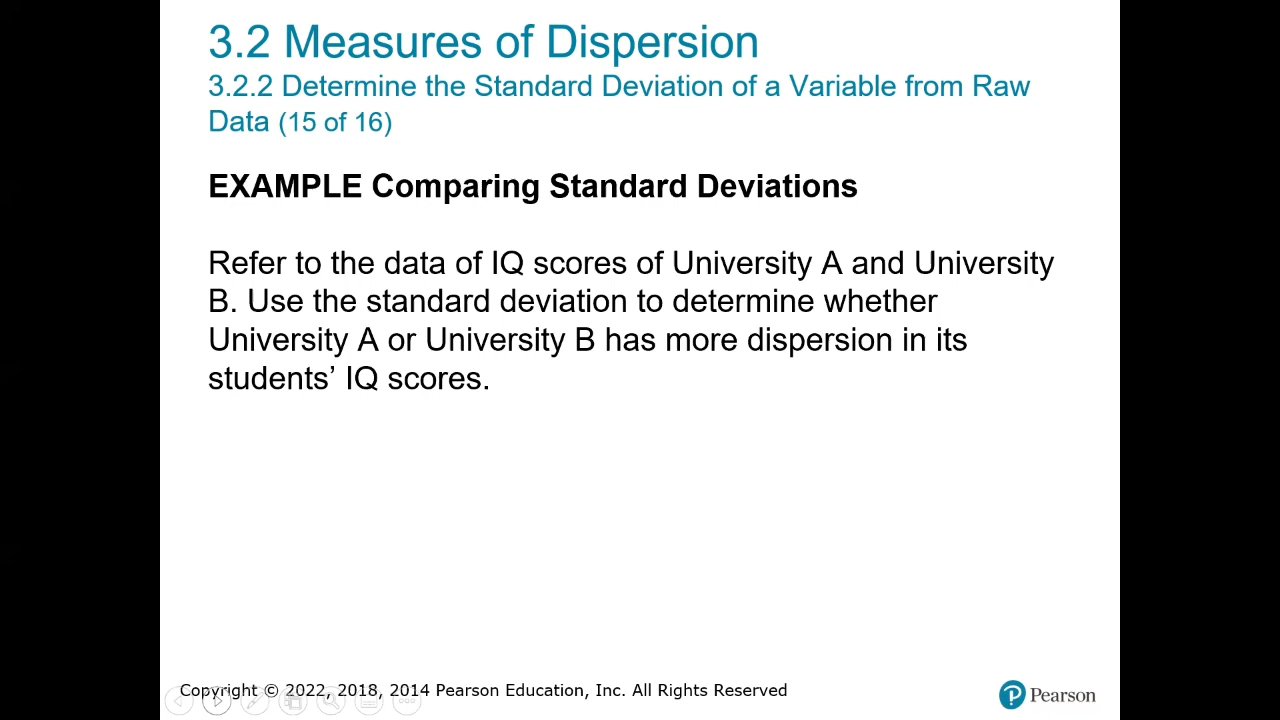 3.2 Measures of Dispersion
3.2.2 Determine the Standard Deviation of a Variable from Raw
Data (15 of 16)
EXAMPLE Comparing Standard Deviations
Refer to the data of IQ scores of University A and University
B. Use the standard deviation to determine whether
University A or University B has more dispersion in its
students’ IQ scores.
Copyright © 2022, 2018, 2014 Pearson Education, Inc. All Rights Reserved
P Pearson